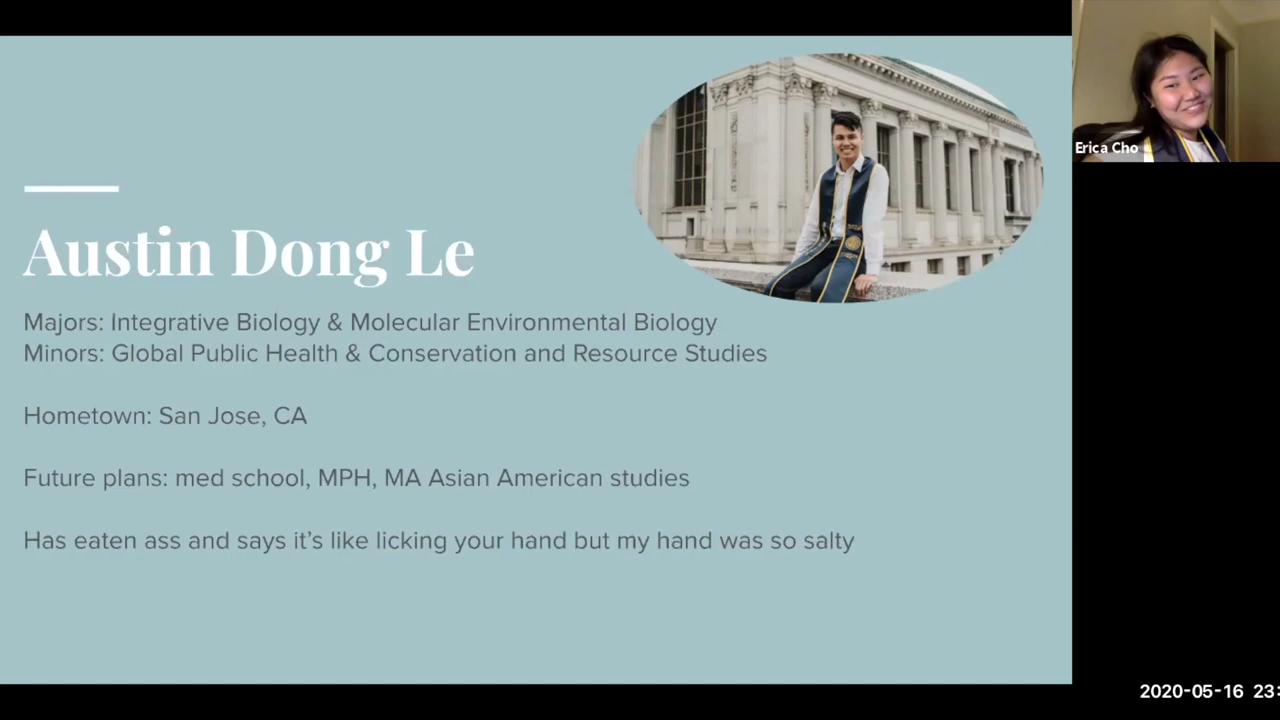 Austin Dong Le
Majors: Integrative Biology & Molecular Environmental Biology
Minors: Global Public Health & Conservation and Resource Studies
Hometown: San Jose, CA
Future plans: med school, MPH, MA Asian American studies
Has eaten ass and says it’s like licking your hand but my hand was so salty
Erica Cho
2020-05-16 23: